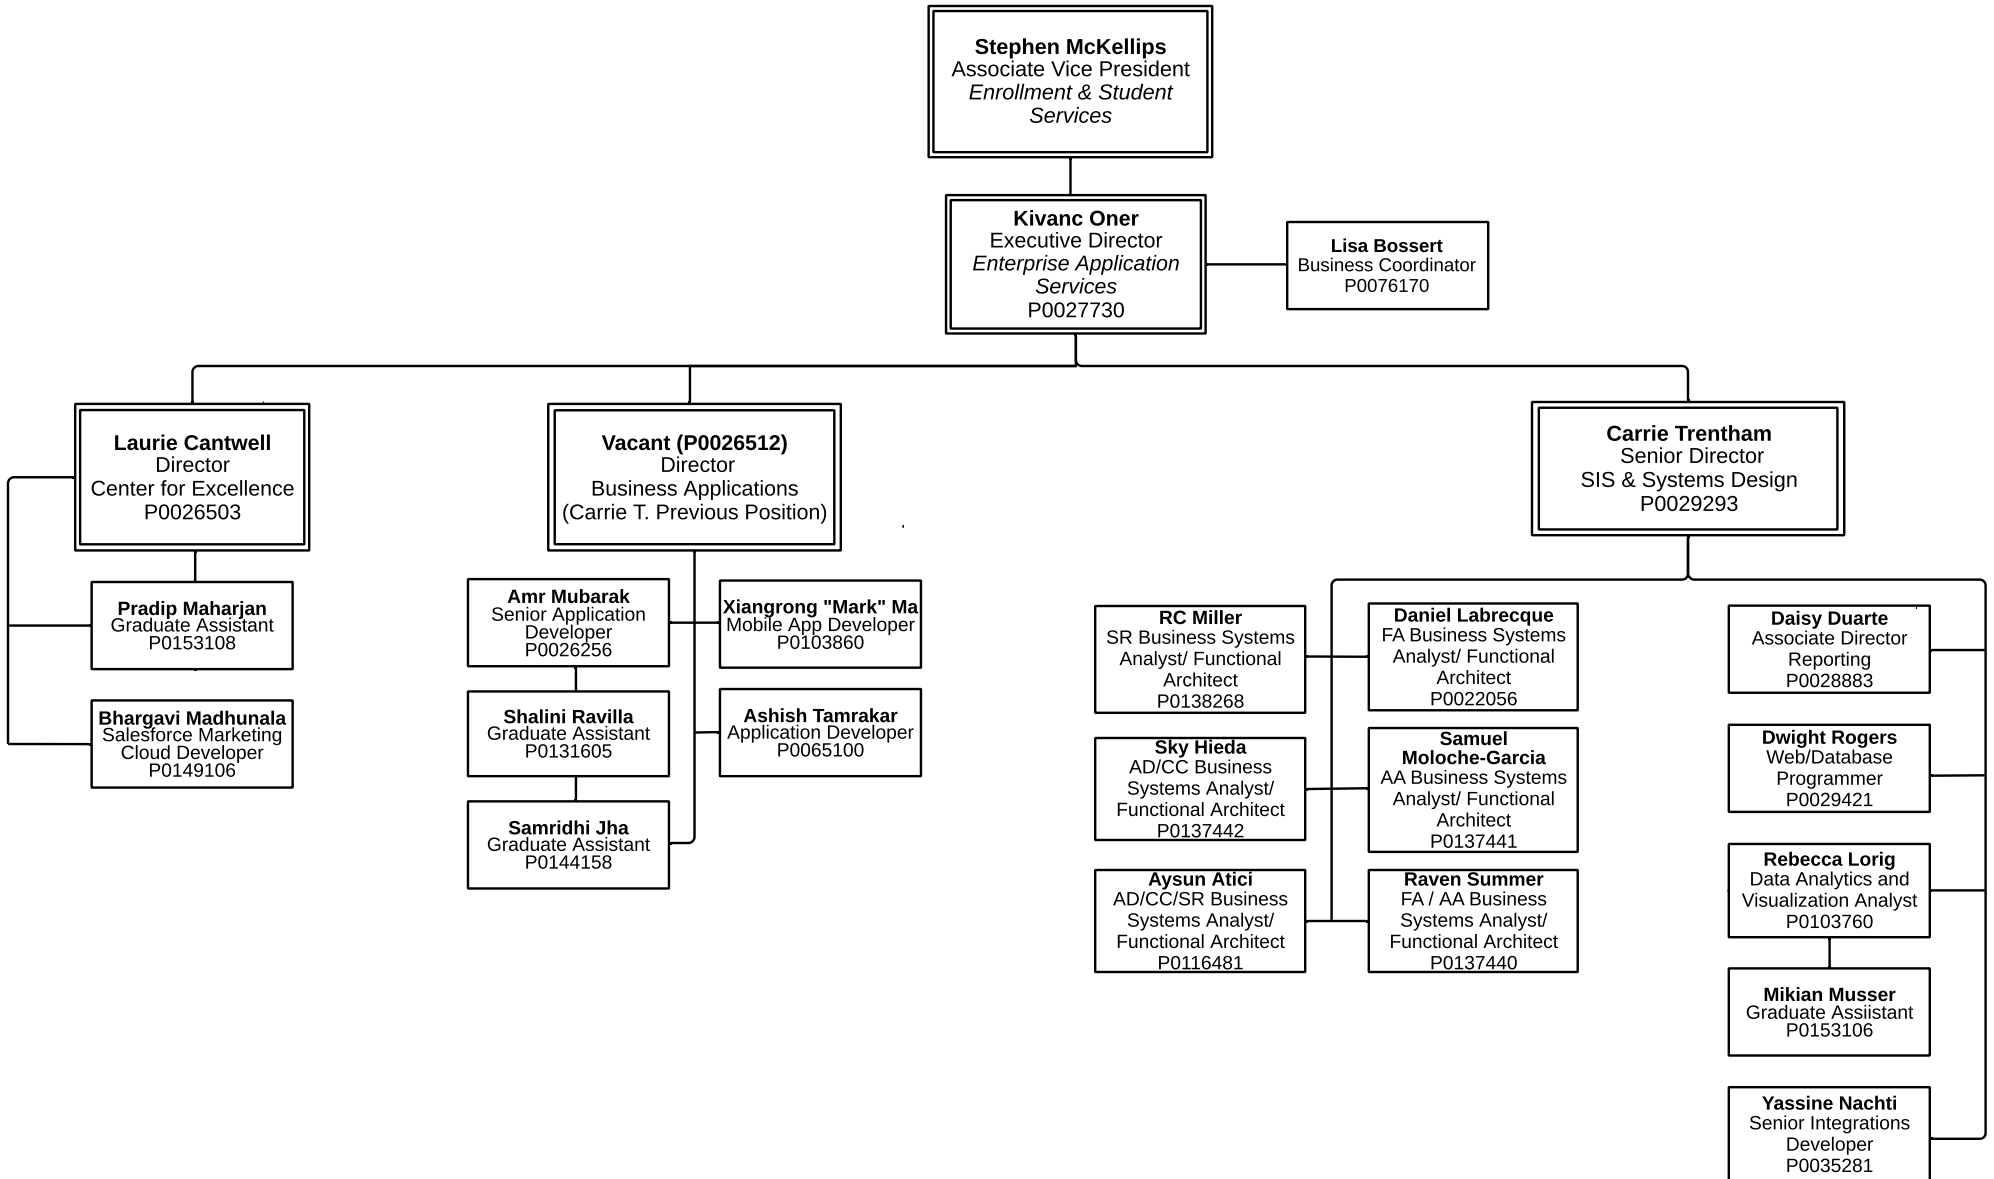 Stephen McKellips
Associate Vice President
Enrollment & Student
Services
Kivanc Oner
Executive Director
Enterprise Application
Services
P0027730
Lisa Bossert
Business Coordinator
P0076170
Laurie Cantwell
Director
Center for Excellence
P0026503
Pradip Maharjan
Graduate Assistant
P0153108
Bhargavi Madhunala
Salesforce Marketing
Cloud Developer
P0149106
Vacant (P0026512)
Director
Business Applications
(Carrie T. Previous Position)
Amr Mubarak
Senior Application
Developer
P0026256
Xiangrong "Mark" Ma
Mobile App Developer
P0103860
Shalini Ravilla
Graduate Assistant
P0131605
Ashish Tamrakar
Application Developer
P0065100
Samridhi Jha
Graduate Assistant
P0144158
Carrie Trentham
Senior Director
SIS & Systems Design
P0029293
RC Miller
SR Business Systems
Analyst/ Functional
Architect
P0138268
Daniel Labrecque
FA Business Systems
Analyst/ Functional
Architect
P0022056
Sky Hieda
AD/CC Business
Systems Analyst/
Functional Architect
P0137442
Samuel
Moloche-Garcia
AA Business Systems
Analyst/ Functional
Architect
P0137441
Aysun Atici
AD/CC/SR Business
Systems Analyst/
Functional Architect
P0116481
Raven Summer
FA / AA Business
Systems Analyst/
Functional Architect
P0137440
Daisy Duarte
Associate Director
Reporting
P0028883
Dwight Rogers
Web/Database
Programmer
P0029421
Rebecca Lorig
Data Analytics and
Visualization Analyst
P0103760
Mikian Musser
Graduate Assiistant
P0153106
Yassine Nachti
Senior Integrations
Developer
P0035281